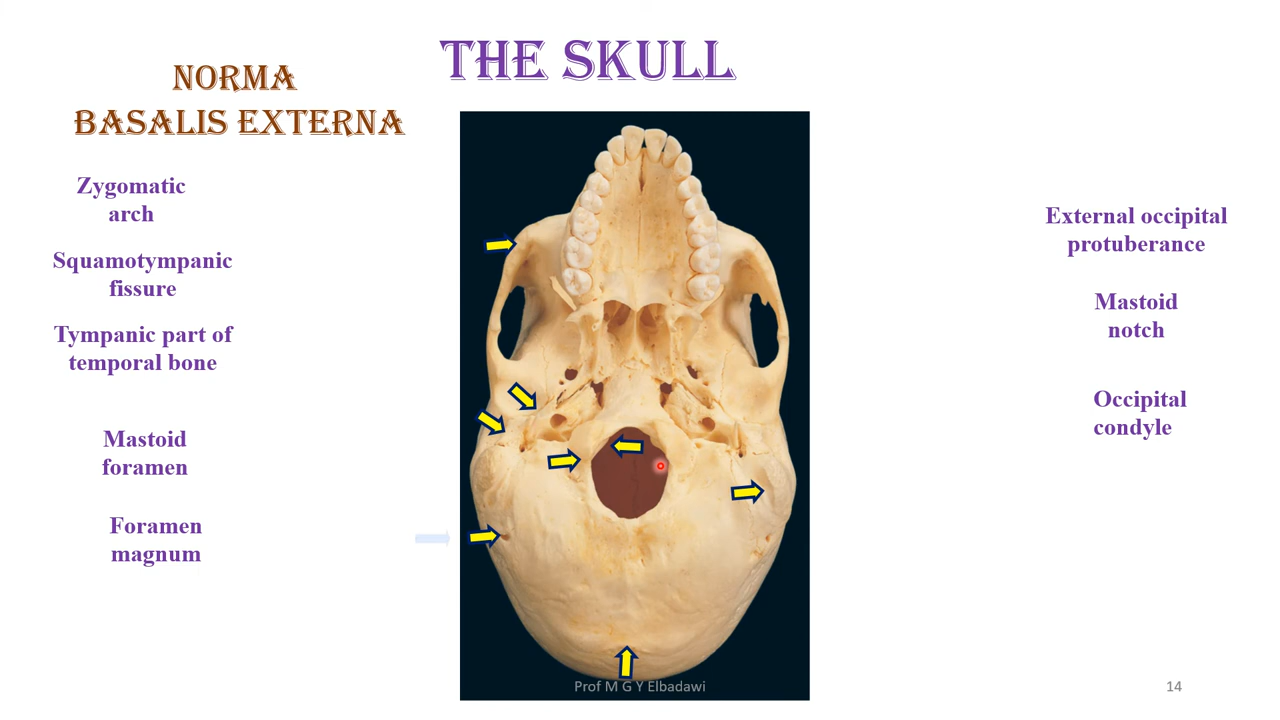 THE SKULL
NORMA
BASALIS EXTERNA
Zygomatic
arch
Squamotympanic
fissure
Tympanic part of
temporal bone
Mastoid
foramen
Foramen
magnum
External occipital
protuberance
Mastoid
notch
Occipital
condyle
Prof M G Y Elbadawi
14